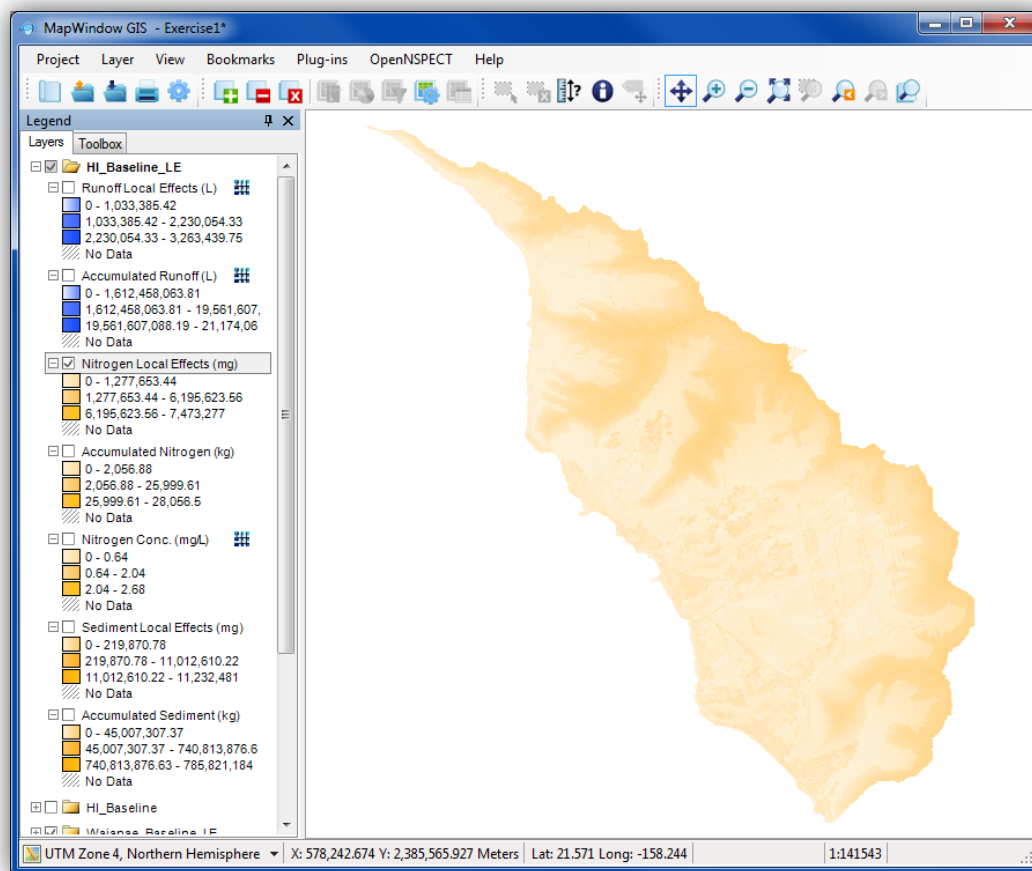 MapWindow GIS - Exercise1*
Project Layer View Bookmarks Plug-ins OpenNSPECT Help
Legend
Layers Toolbox
HI_Baseline_LE
Runoff Local Effects (L)
0 - 1,033,385.42
1,033,385.42 - 2,230,054.33
2,230,054.33 - 3,263,439.75
No Data
Accumulated Runoff (L)
0 - 1,612,458,063.81
1,612,458,063.81 - 19,561,607,
19,561,607,088.19 - 21,174,06
No Data
Nitrogen Local Effects (mg)
0 - 1,277,653.44
1,277,653.44 - 6,195,623.56
6,195,623.56 - 7,473,277
No Data
Accumulated Nitrogen (kg)
0 - 2,056.88
2,056.88 - 25,999.61
25,999.61 - 28,056.5
No Data
Nitrogen Conc. (mg/L)
0 - 0.64
0.64 - 2.04
2.04 - 2.68
No Data
Sediment Local Effects (mg)
0 - 219,870.78
219,870.78 - 11,012,610.22
11,012,610.22 - 11,232,481
No Data
Accumulated Sediment (kg)
0 - 45,007,307.37
45,007,307.37 - 740,813,876.6
740,813,876.63 - 785,821,184
No Data
HI_Baseline
Waianae_Baseline_LE
UTM Zone 4, Northern Hemisphere X: 578,242.674 Y: 2,385,565.927 Meters Lat: 21.571 Long: -158.244 1:141543